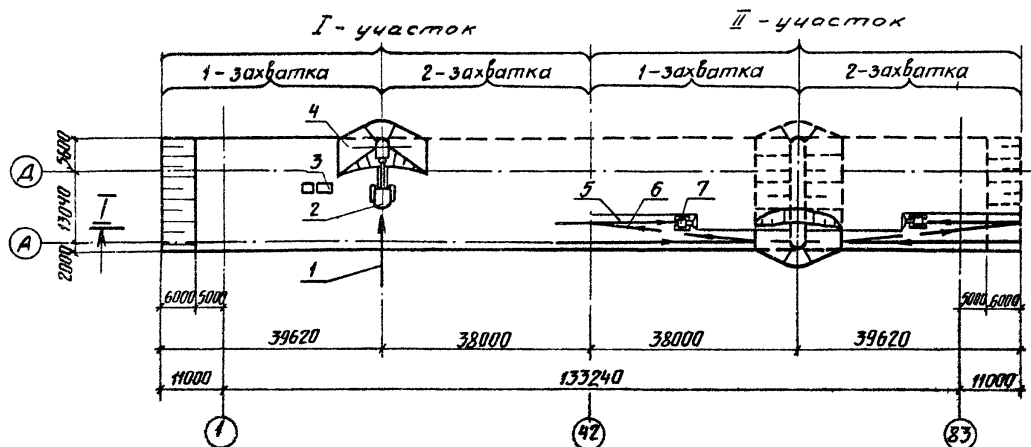 I - участок
II - участок
1 - захватка
2 - захватка
1 - захватка
2 - захватка
4
3
2
1
5
6
7
I
5600
13040
2000
Д
А
6000
5000
5000
6000
39620
38000
38000
39620
11000
133240
11000
1
42
83